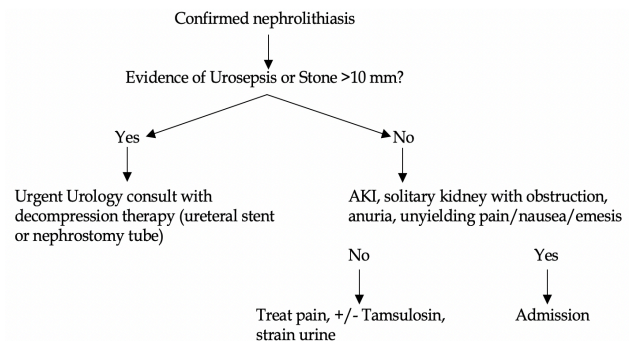 Confirmed nephrolithiasis
Evidence of Urosepsis or Stone >10 mm?
Yes
No
Urgent Urology consult with
decompression therapy (ureteral stent
or nephrostomy tube)
AKI, solitary kidney with obstruction,
anuria, unyielding pain/nausea/emesis
No
Yes
Treat pain, +/- Tamsulosin,
strain urine
Admission